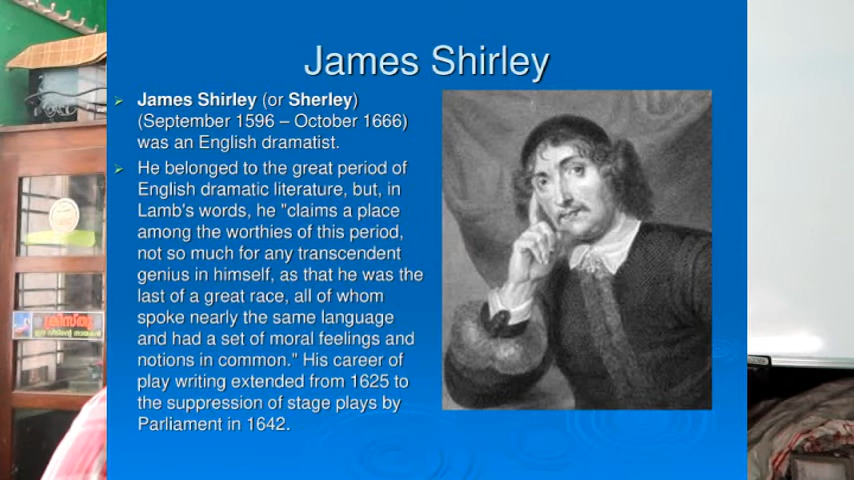 James Shirley
James Shirley (or Sherley)
(September 1596 – October 1666)
was an English dramatist.
He belonged to the great period of
English dramatic literature, but, in
Lamb's words, he "claims a place
among the worthies of this period,
not so much for any transcendent
genius in himself, as that he was the
last of a great race, all of whom
spoke nearly the same language
and had a set of moral feelings and
notions in common." His career of
play writing extended from 1625 to
the suppression of stage plays by
Parliament in 1642.
ക്രിസ്തു
ഈ വീടിന്റെ നായകൻ